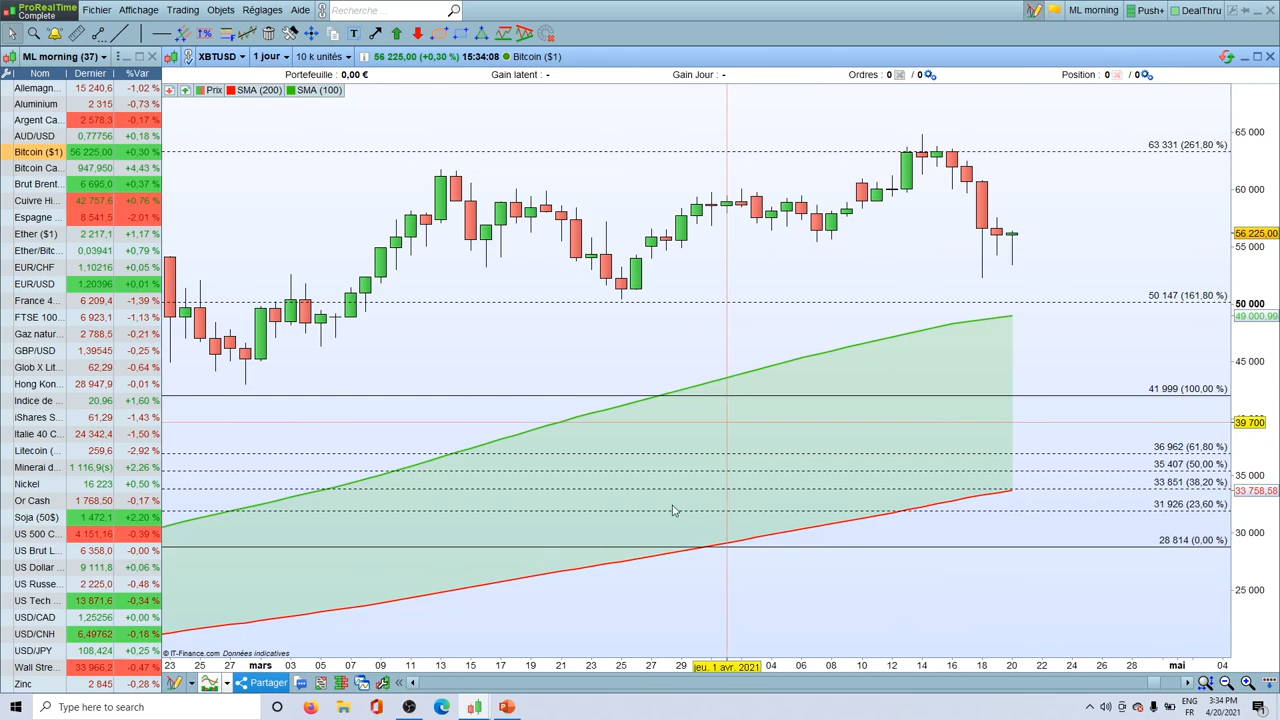 ProRealTime
Complete
Fichier Affichage Trading Objets Réglages Aide
Recherche ...
ML morning Push+ DealThru
ML morning (37)
XBTUSD 1 jour 10 k unités 56 225,00 (+0,30 %) 15:34:08 Bitcoin ($1)
Nom Dernier %Var
Portefeuille : 0,00 € Gain latent : - Gain Jour : - Ordres : 0 / 0 Position : 0 / 0
Prix SMA (200) SMA (100)
Allemagn... 15 240,6 -1,02 %
Aluminium 2 315 -0,73 %
Argent Ca... 2 578,3 -0,17 %
AUD/USD 0,77756 +0,18 %
Bitcoin ($1) 56 225,00 +0,30 %
Bitcoin Ca... 947,950 +4,43 %
Brut Brent... 6 695,0 +0,37 %
Cuivre Hi... 42 757,6 +0,76 %
Espagne ... 8 541,5 -2,01 %
Ether ($1) 2 217,1 +1,17 %
Ether/Bitc... 0,03941 +0,79 %
EUR/CHF 1,10216 +0,05 %
EUR/USD 1,20396 +0,01 %
France 4... 6 209,4 -1,39 %
FTSE 100... 6 923,1 -1,13 %
Gaz natur... 2 788,5 -0,21 %
GBP/USD 1,39545 -0,25 %
Glob X Lit... 62,29 -0,64 %
Hong Kon... 28 947,9 -0,01 %
Indice de ... 20,96 +1,60 %
iShares S... 61,29 -1,43 %
Italie 40 C... 24 342,4 -1,50 %
Litecoin (... 259,6 -2,92 %
Minerai d... 1 116,9(s) +2,26 %
Nickel 16 223 +0,50 %
Or Cash 1 768,50 -0,17 %
Soja (50$) 1 472,1 +2,20 %
US 500 C... 4 151,16 -0,39 %
US Brut L... 6 358,0 -0,00 %
US Dollar ... 9 111,8 +0,06 %
US Russe... 2 225,0 -0,48 %
US Tech ... 13 871,6 -0,34 %
USD/CAD 1,25256 +0,00 %
USD/CNH 6,49762 -0,18 %
USD/JPY 108,424 +0,25 %
Wall Stre... 33 966,2 -0,47 %
Zinc 2 845 -0,28 %
65 000
63 331 (261,80 %)
60 000
56 225,00
55 000
50 147 (161,80 %)
50 000
49 000,99
45 000
41 999 (100,00 %)
39 700
36 962 (61,80 %)
35 407 (50,00 %)
35 000
33 851 (38,20 %)
33 758,58
31 926 (23,60 %)
30 000
28 814 (0,00 %)
25 000
© IT-Finance.com Données indicatives
23 25 27 mars 03 05 07 09 11 13 15 17 19 21 23 25 27 29 jeu. 1 avr. 2021 04 06 08 10 12 14 16 18 20 22 24 26 28 mai 04
Partager
Type here to search
ENG 3:34 PM
FR 4/20/2021